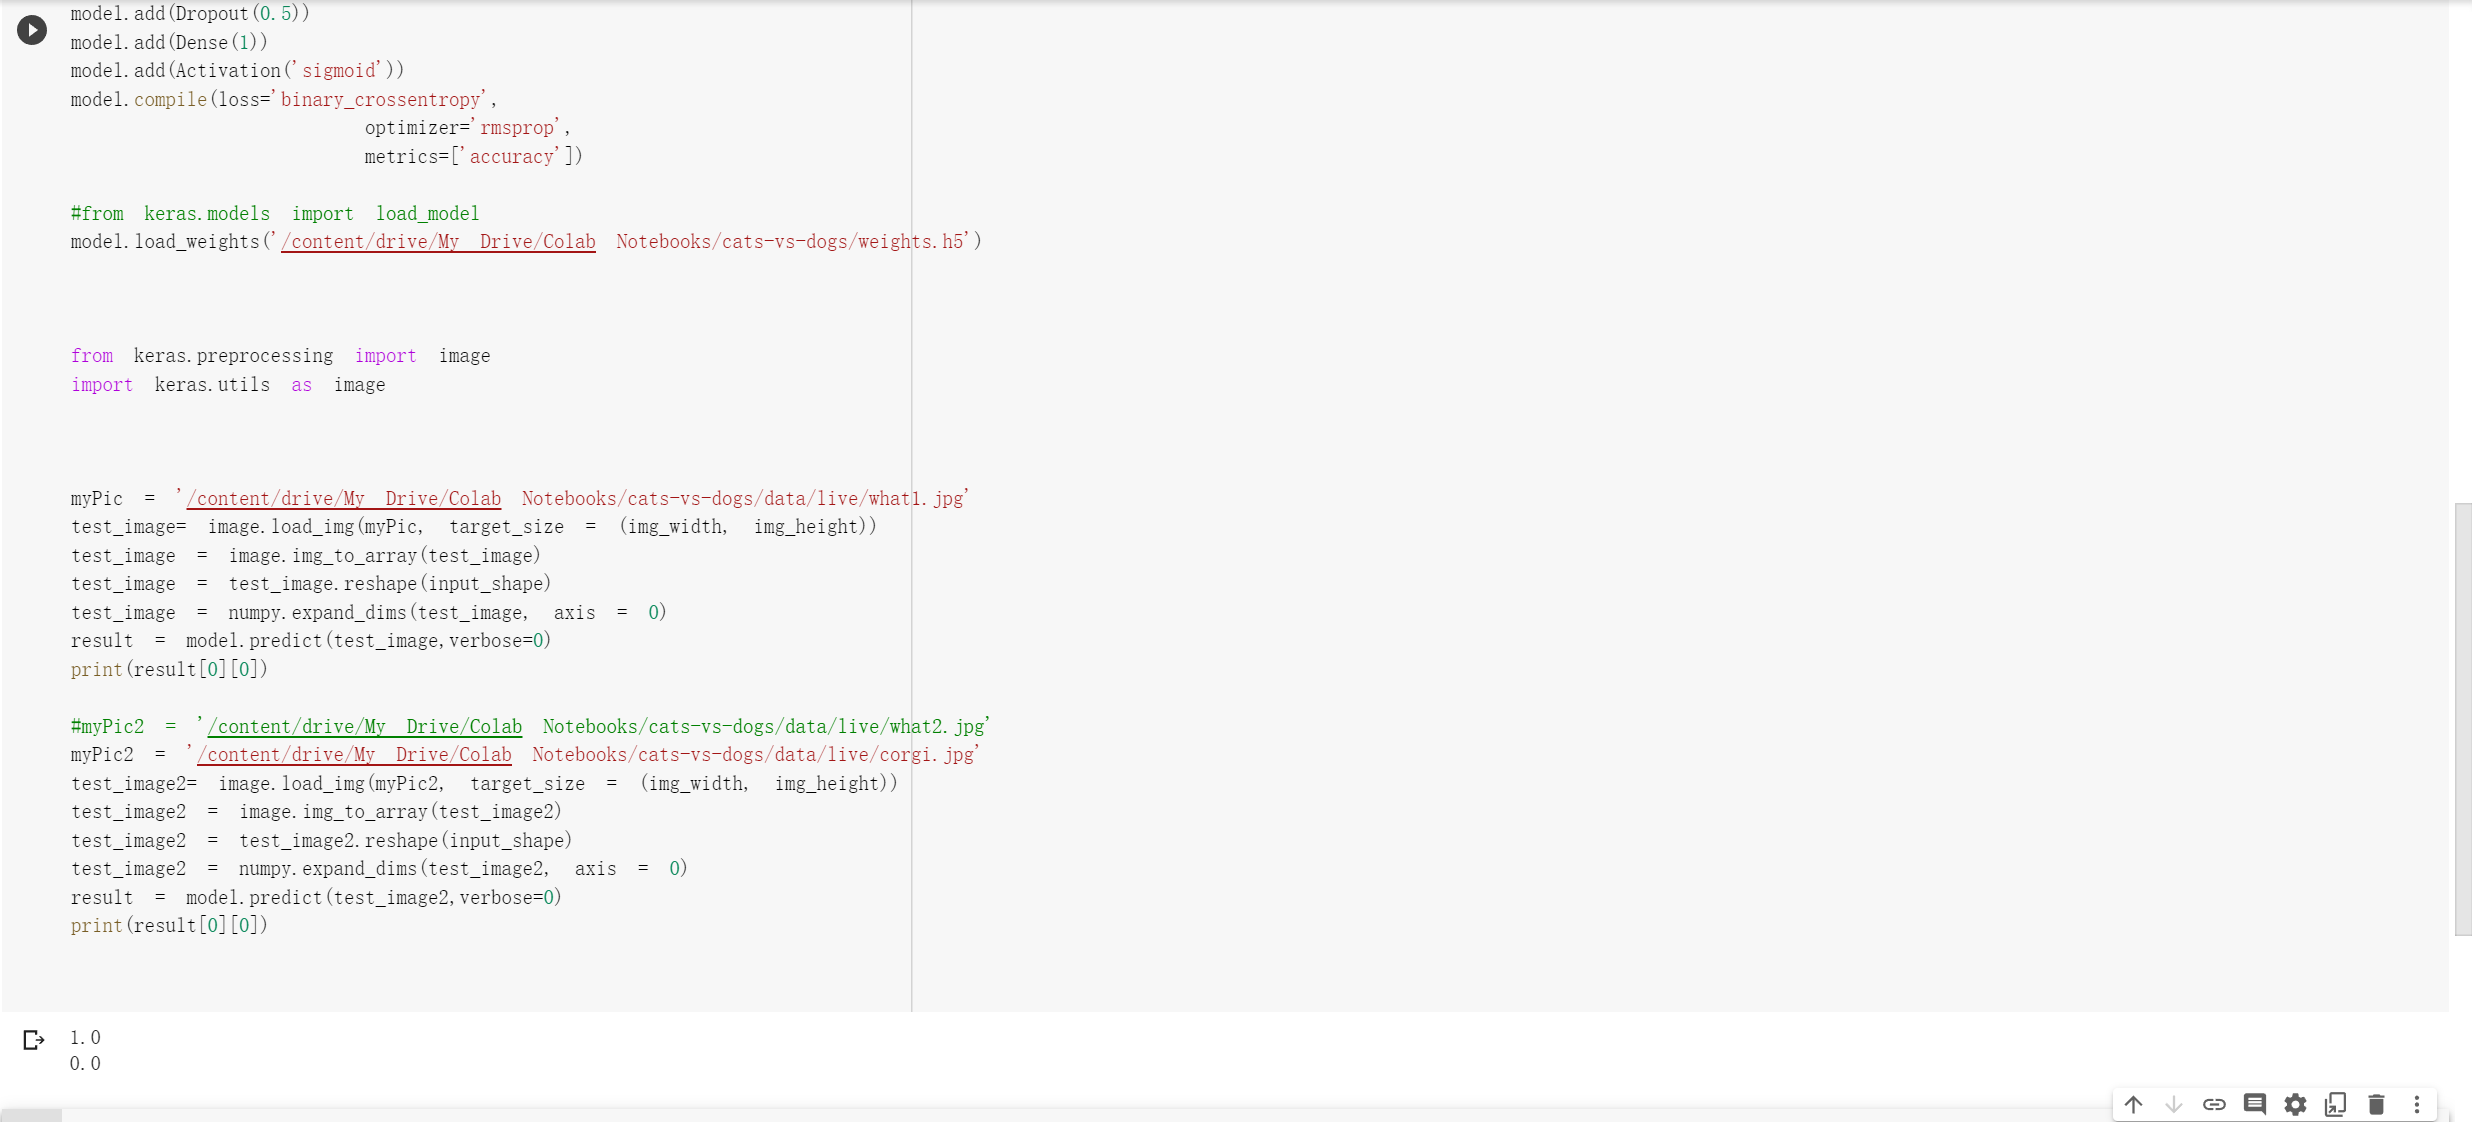 model.add(Dropout(0.5))
model.add(Dense(1))
model.add(Activation('sigmoid'))
model.compile(loss='binary_crossentropy',
optimizer='rmsprop',
metrics=['accuracy'])
#from keras.models import load_model
model.load_weights('/content/drive/My Drive/Colab Notebooks/cats-vs-dogs/weights.h5')
from keras.preprocessing import image
import keras.utils as image
myPic = '/content/drive/My Drive/Colab Notebooks/cats-vs-dogs/data/live/what1.jpg'
test_image= image.load_img(myPic, target_size = (img_width, img_height))
test_image = image.img_to_array(test_image)
test_image = test_image.reshape(input_shape)
test_image = numpy.expand_dims(test_image, axis = 0)
result = model.predict(test_image,verbose=0)
print(result[0][0])
#myPic2 = '/content/drive/My Drive/Colab Notebooks/cats-vs-dogs/data/live/what2.jpg'
myPic2 = '/content/drive/My Drive/Colab Notebooks/cats-vs-dogs/data/live/corgi.jpg'
test_image2= image.load_img(myPic2, target_size = (img_width, img_height))
test_image2 = image.img_to_array(test_image2)
test_image2 = test_image2.reshape(input_shape)
test_image2 = numpy.expand_dims(test_image2, axis = 0)
result = model.predict(test_image2,verbose=0)
print(result[0][0])
1.0
0.0